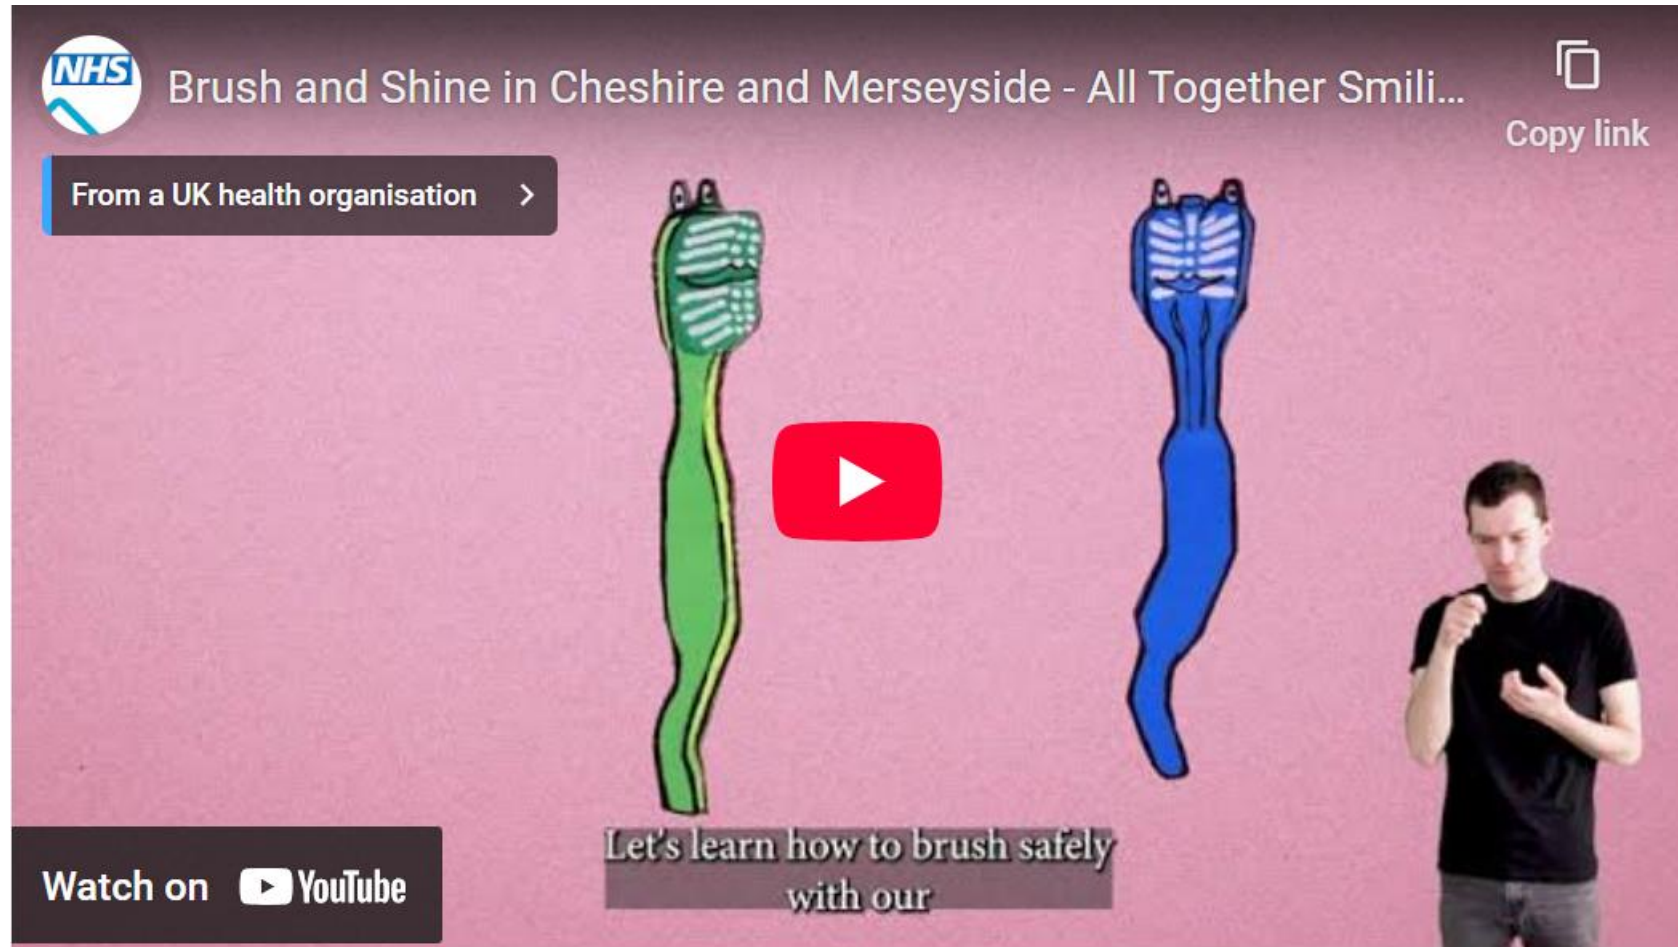 NHS
Brush and Shine in Cheshire and Merseyside - All Together Smili...
Copy link
From a UK health organisation
Let's learn how to brush safely
with our
Watch on YouTube